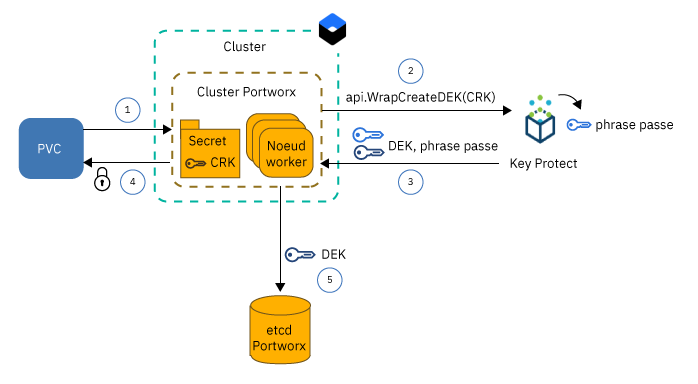 Cluster
2
Cluster Portworx
api.WrapCreateDEK(CRK)
1
phrase passe
PVC
Secret
CRK
Noeud
worker
DEK, phrase passe
Key Protect
4
3
DEK
5
etcd
Portworx